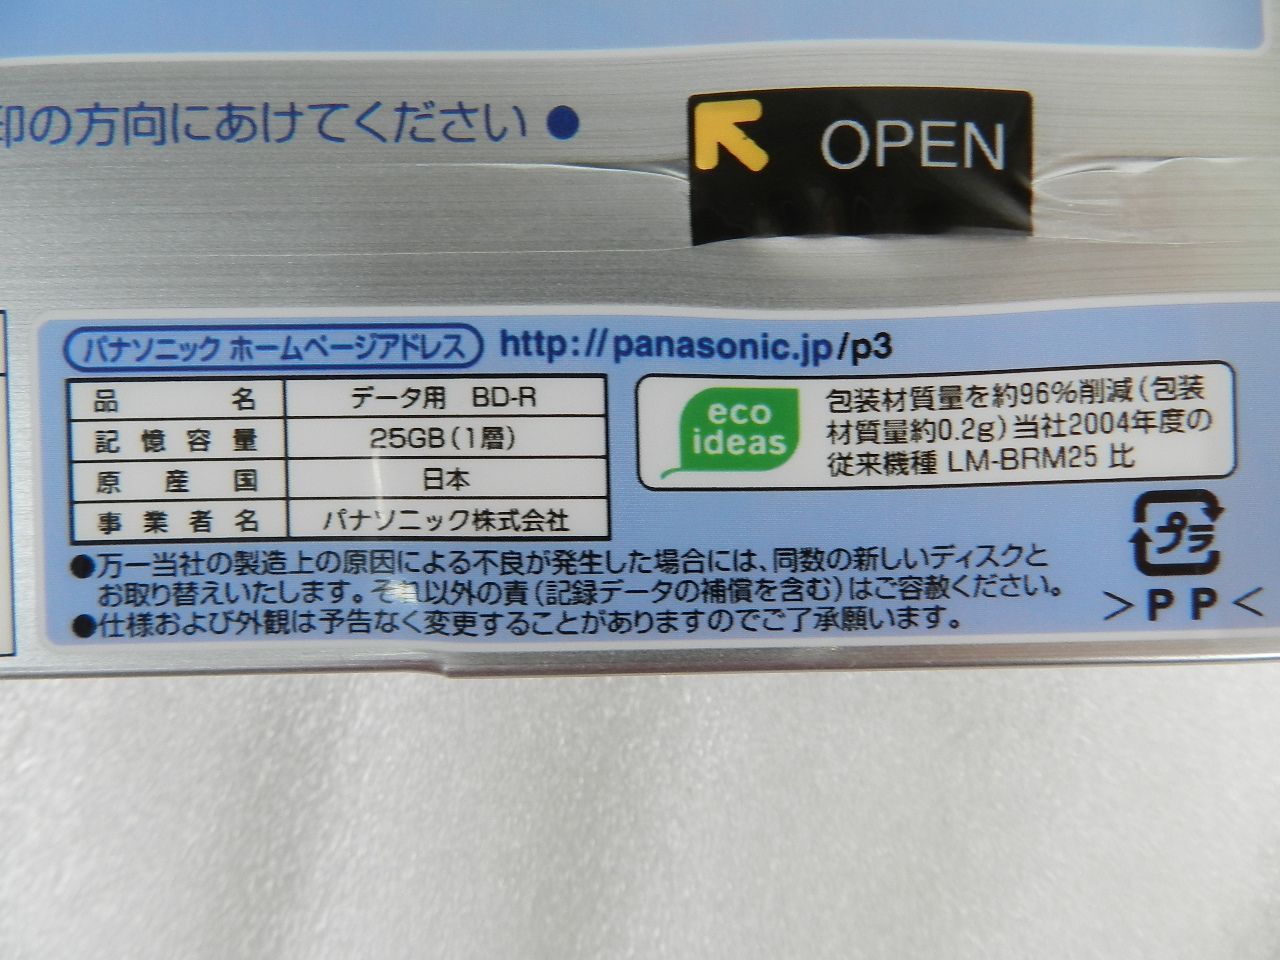 印の方向にあけてください ●
OPEN
パナソニック ホームページアドレス http://panasonic.jp/p3
品名 データ用 BD-R
記憶容量 25GB(1層)
原産国 日本
事業者名 パナソニック株式会社
eco
ideas
包装材質量を約96%削減(包装
材質量約0.2g)当社2004年度の
従来機種 LM-BRM25 比
プラ
>PP<
●万一当社の製造上の原因による不良が発生した場合には、同数の新しいディスクと
お取り替えいたします。それ以外の責(記録データの補償を含む)はご容赦ください。
●仕様および外観は予告なく変更することがありますのでご了承願います。